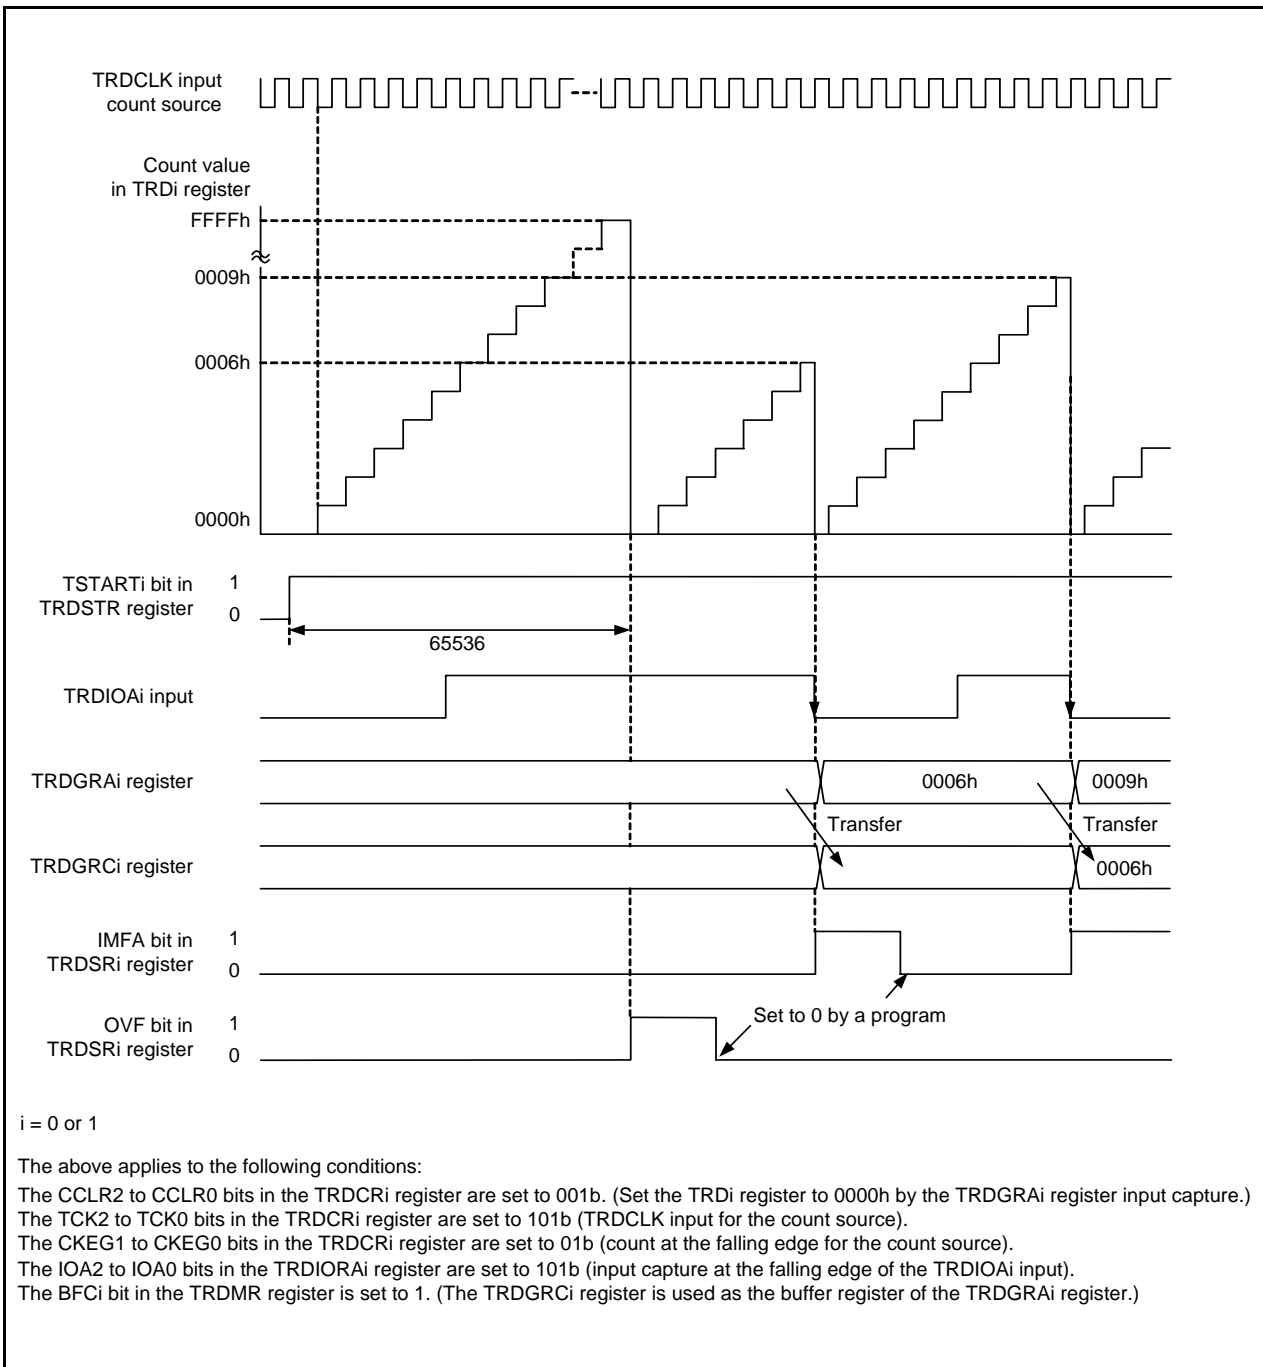 TRDCLK input
count source
Count value
in TRDi register
FFFFh
0009h
0006h
0000h
TSTARTi bit in
TRDSTR register
1
0
65536
TRDIOAi input
TRDGRAi register
0006h
0009h
Transfer
Transfer
TRDGRCi register
0006h
IMFA bit in
TRDSRi register
1
0
Set to 0 by a program
OVF bit in
TRDSRi register
1
0
i = 0 or 1
The above applies to the following conditions:
The CCLR2 to CCLR0 bits in the TRDCRi register are set to 001b. (Set the TRDi register to 0000h by the TRDGRAi register input capture.)
The TCK2 to TCK0 bits in the TRDCRi register are set to 101b (TRDCLK input for the count source).
The CKEG1 to CKEG0 bits in the TRDCRi register are set to 01b (count at the falling edge for the count source).
The IOA2 to IOA0 bits in the TRDIORAi register are set to 101b (input capture at the falling edge of the TRDIOAi input).
The BFCi bit in the TRDMR register is set to 1. (The TRDGRCi register is used as the buffer register of the TRDGRAi register.)